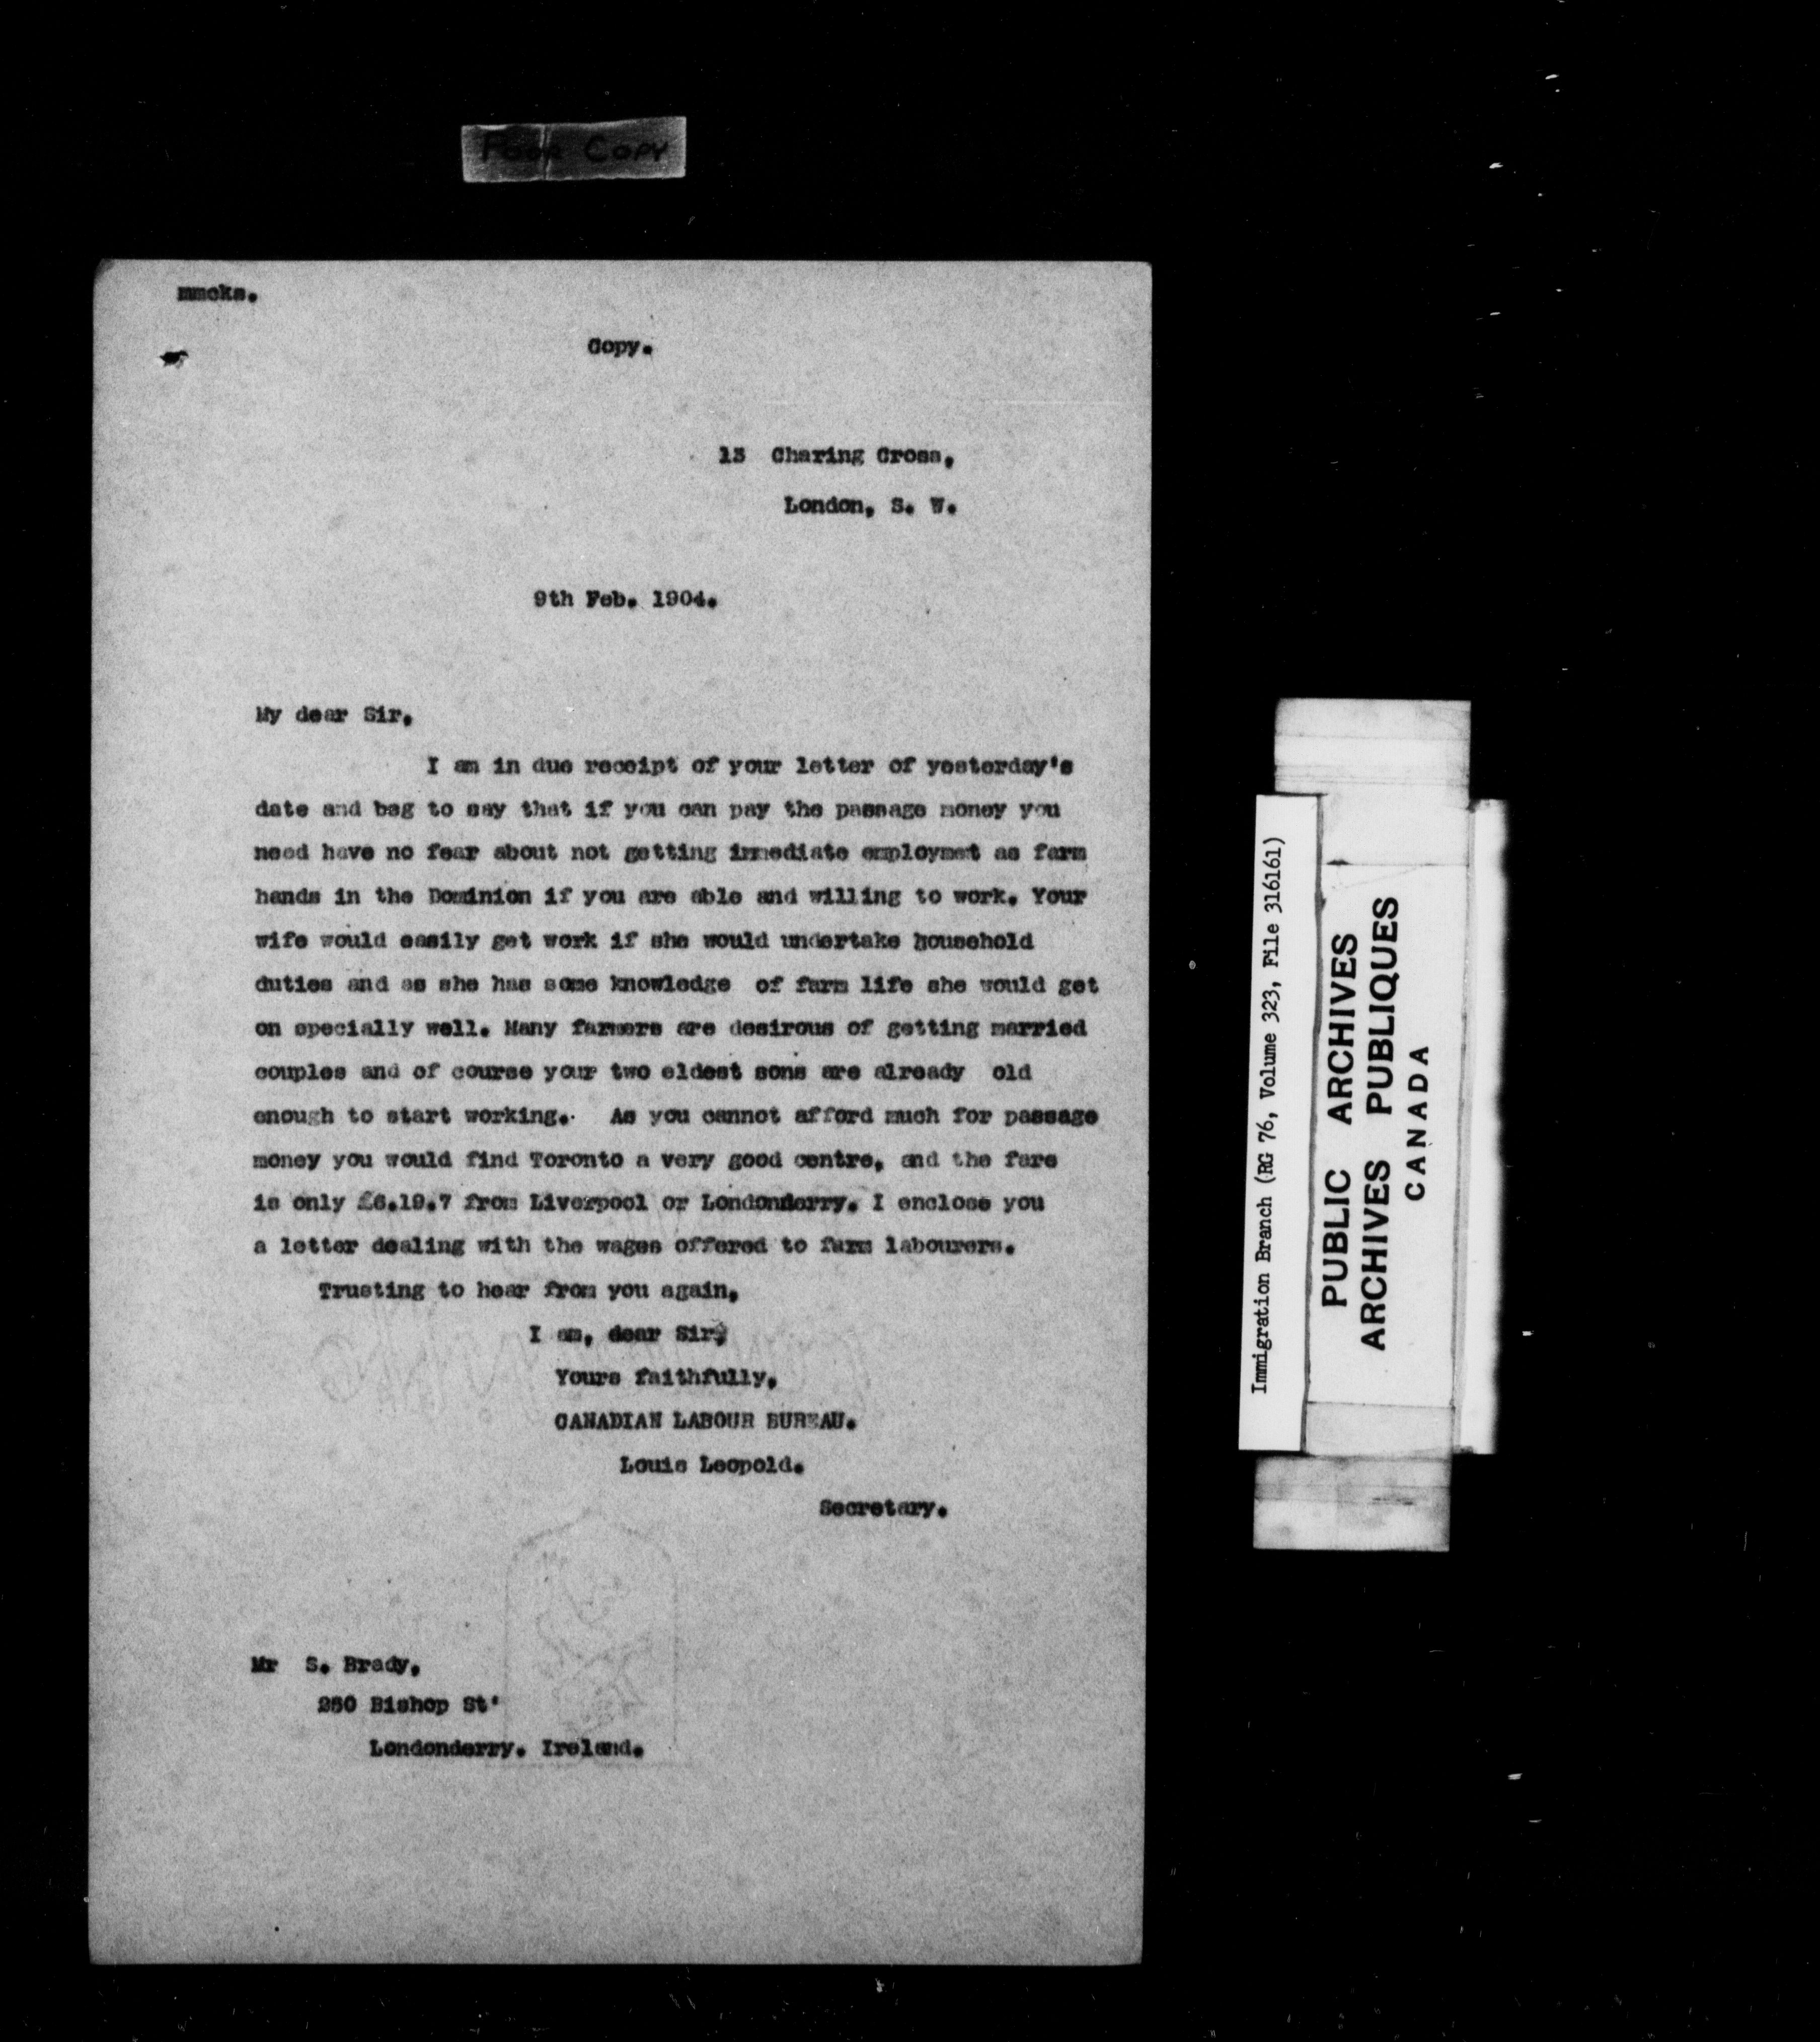 Poor Copy
mmcks.
Copy.
13 Charing Cross,
London, S. W.
9th Feb. 1904.
My dear Sir,
I am in due receipt of your letter of yesterday's
date and beg to say that if you can pay the passage money you
need have no fear about not getting immediate employmet as farm
hands in the Dominion if you are able and willing to work. Your
wife would easily get work if she would undertake household
duties and as she has some knowledge of farm life she would get
on specially well. Many farmers are desirous of getting married
couples and of course your two eldest sons are already old
enough to start working. As you cannot afford much for passage
money you would find Toronto a very good centre, and the fare
is only £6.19.7 from Liverpool or Londonderry. I enclose you
a letter dealing with the wages offered to farm labourers.
Trusting to hear from you again,
I am, dear Sir,
Yours faithfully,
CANADIAN LABOUR BUREAU.
Louis Leopold.
Secretary.
Mr S. Brady,
250 Bishop St'
Londonderry. Ireland.
Immigration Branch (RG 76, Volume 323, File 316161)
PUBLIC ARCHIVES
ARCHIVES PUBLIQUES
CANADA